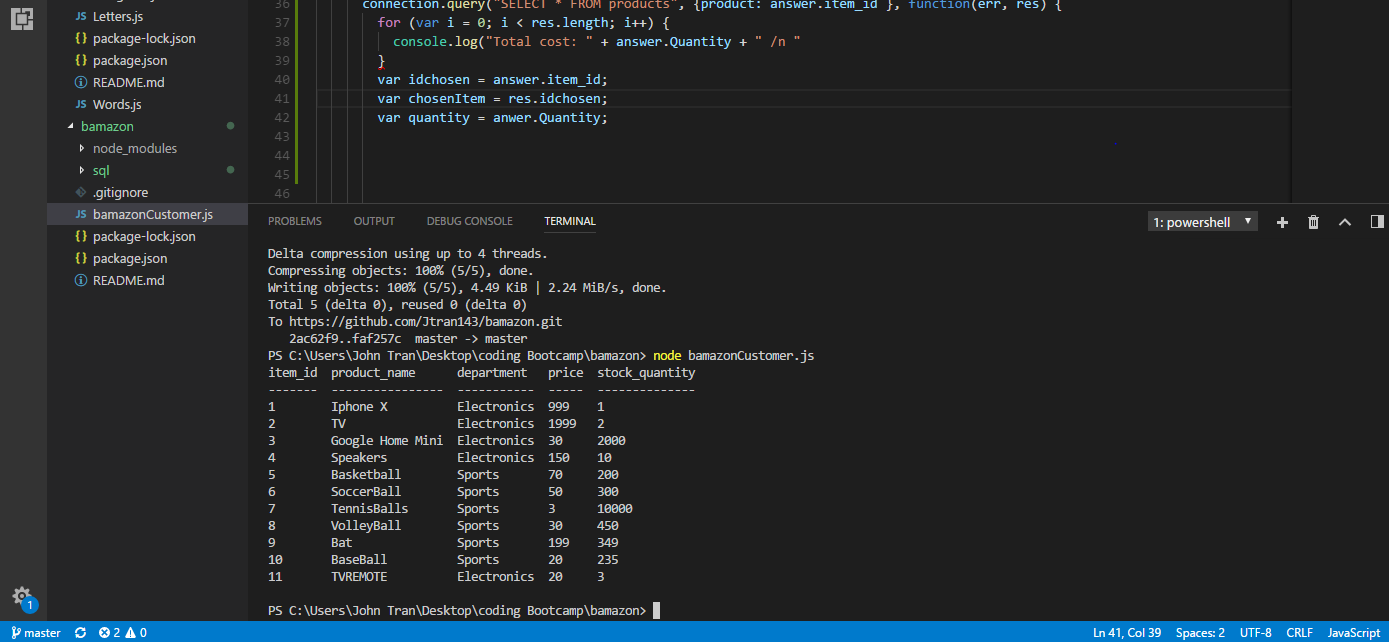 Letters.js
{} package-lock.json
{} package.json
README.md
JS Words.js
bamazon
node_modules
sql
.gitignore
JS bamazonCustomer.js
{} package-lock.json
{} package.json
README.md
1
36 connection.query("SELECT * FROM products", {product: answer.item_id }, function(err, res) {
37 for (var i = 0; i < res.length; i++) {
38 console.log("Total cost: " + answer.Quantity + " /n "
39 }
40 var idchosen = answer.item_id;
41 var chosenItem = res.idchosen;
42 var quantity = anwer.Quantity;
43
44
45
46
PROBLEMS OUTPUT DEBUG CONSOLE TERMINAL 1: powershell
Delta compression using up to 4 threads.
Compressing objects: 100% (5/5), done.
Writing objects: 100% (5/5), 4.49 KiB | 2.24 MiB/s, done.
Total 5 (delta 0), reused 0 (delta 0)
To https://github.com/Jtran143/bamazon.git
2ac62f9..faf257c master -> master
PS C:\Users\John Tran\Desktop\coding Bootcamp\bamazon> node bamazonCustomer.js
item_id product_name department price stock_quantity
------- ---------------- ----------- ----- --------------
1 Iphone X Electronics 999 1
2 TV Electronics 1999 2
3 Google Home Mini Electronics 30 2000
4 Speakers Electronics 150 10
5 Basketball Sports 70 200
6 SoccerBall Sports 50 300
7 TennisBalls Sports 3 10000
8 VolleyBall Sports 30 450
9 Bat Sports 199 349
10 BaseBall Sports 20 235
11 TVREMOTE Electronics 20 3
PS C:\Users\John Tran\Desktop\coding Bootcamp\bamazon>
master 2 0 Ln 41, Col 39 Spaces: 2 UTF-8 CRLF JavaScript